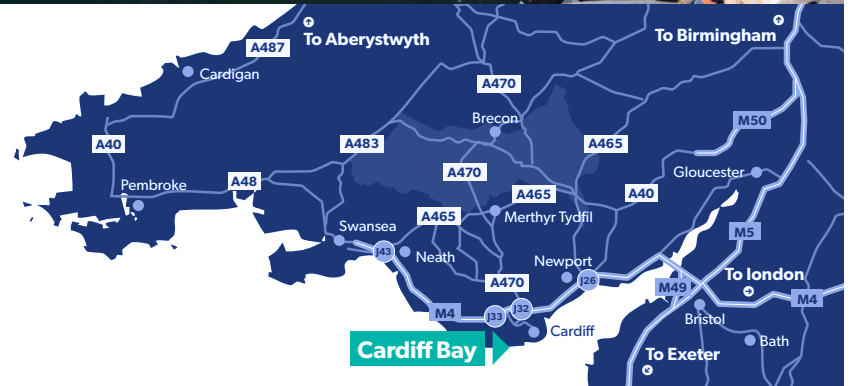 To Aberystwyth
To Birmingham
A487
Cardigan
A470
Brecon
M50
A40
A483
A465
Gloucester
A470
Pembroke
A48
A465
A40
A465
Merthyr Tydfil
Swansea
M5
J43
Neath
Newport
J26
To london
A470
M49
M4
M4
J33
J32
Bristol
Cardiff
Bath
Cardiff Bay
To Exeter